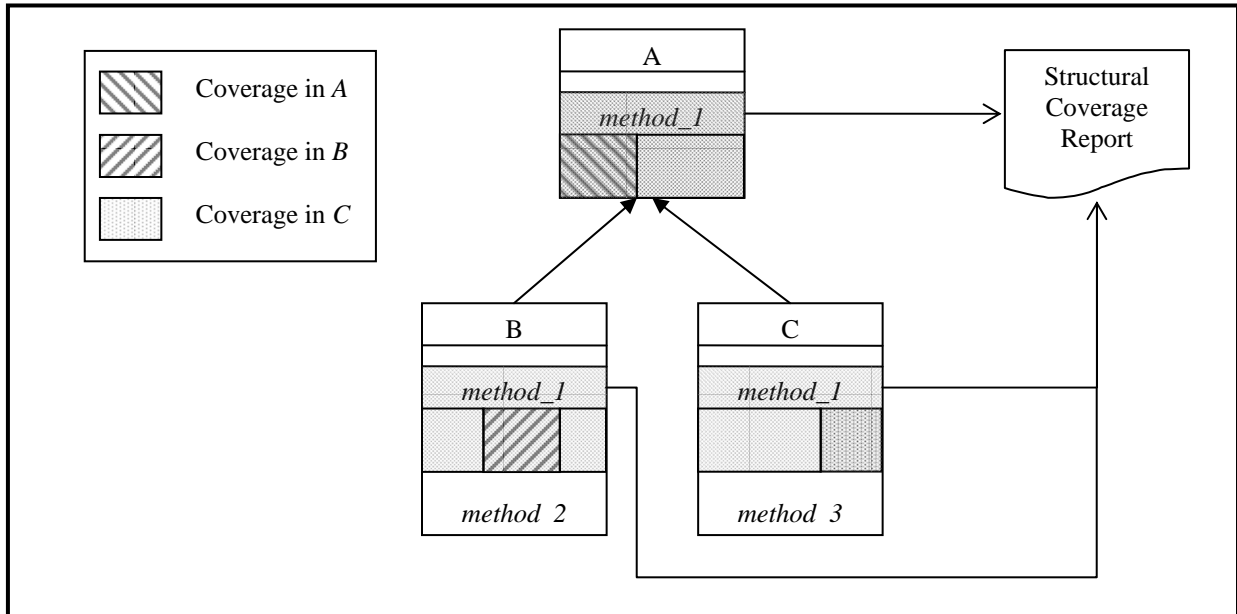 Coverage in A
Coverage in B
Coverage in C
A
method_1
Structural
Coverage
Report
B
method_1
method_2
C
method_1
method_3